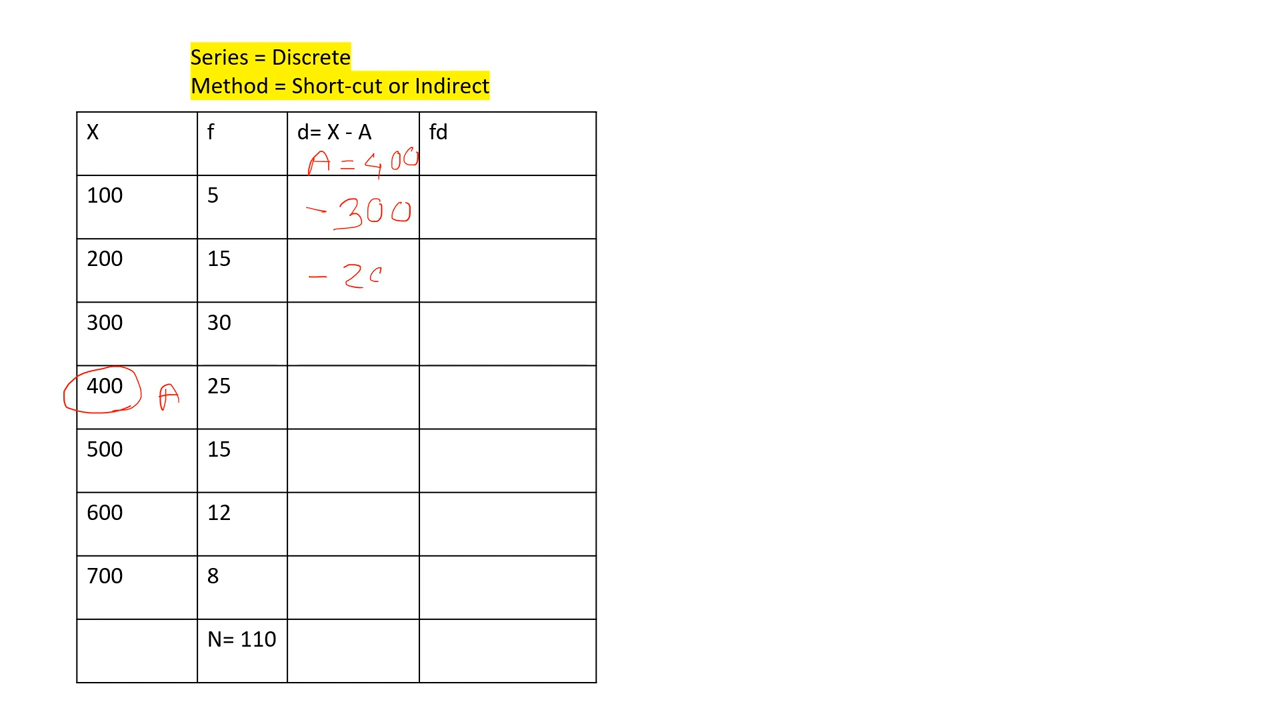 Series = Discrete
Method = Short-cut or Indirect
X f d= X - A fd
A = 400
100 5 - 300
200 15 - 20
300 30
400 A 25
500 15
600 12
700 8
N= 110